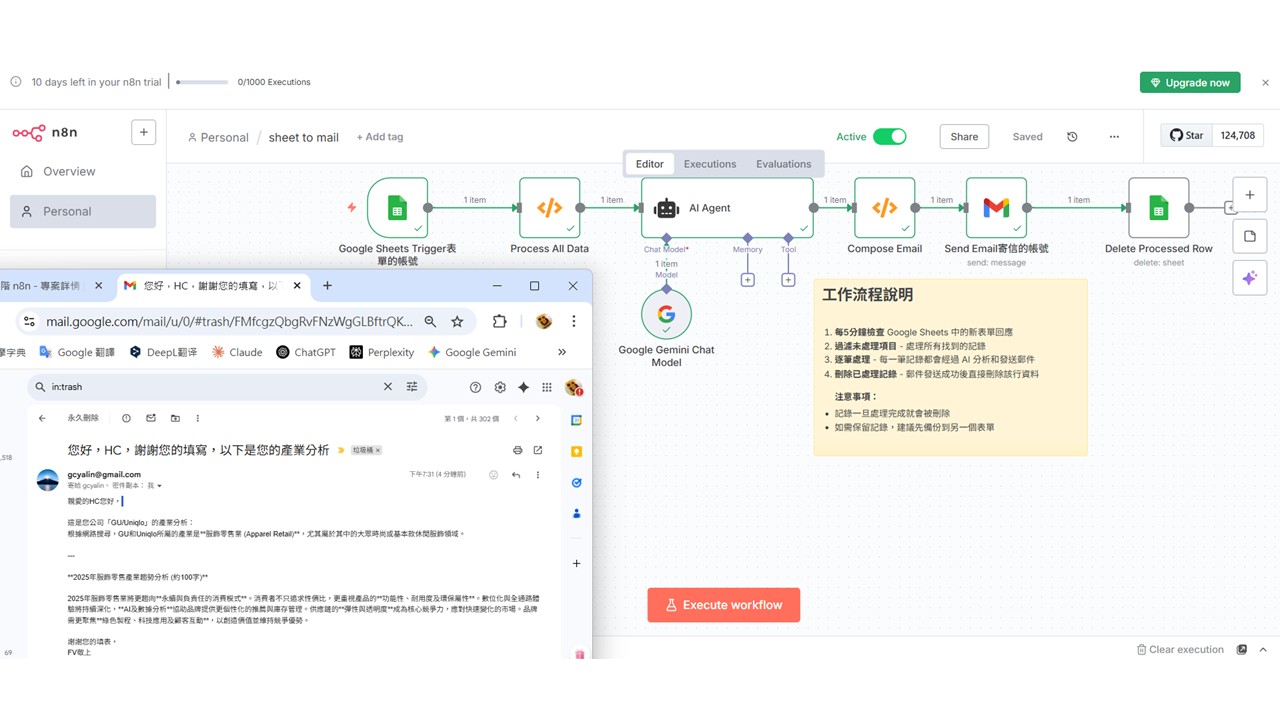 10 days left in your n8n trial
0/1000 Executions
Upgrade now
n8n
Personal / sheet to mail + Add tag
Active
Share
Saved
Star 124,708
Editor Executions Evaluations
Overview
Personal
1 item
1 item
AI Agent
1 item
1 item
1 item
Google Sheets Trigger表
單的帳號
Process All Data
Chat Model*
Memory
Tool
Compose Email
Send Email寄信的帳號
send: message
Delete Processed Row
delete: sheet
1 item
Model
Google Gemini Chat
Model
工作流程說明
1. 每5分鐘檢查 Google Sheets 中的新表單回應
2. 過濾未處理項目 - 處理所有找到的記錄
3. 逐筆處理 - 每一筆記錄都會經過 AI 分析和發送郵件
4. 刪除已處理記錄 - 郵件發送成功後直接刪除該行資料
注意事項：
• 記錄一旦處理完成就會被刪除
• 如需保留記錄，建議先備份到另一個表單
Execute workflow
Clear execution
階 n8n - 專案詳情
您好，HC，謝謝您的填寫，以
mail.google.com/mail/u/0/#trash/FMfcgzQbgRvFNzWgGLBftrQK...
學字典
Google 翻譯
DeepL翻译
Claude
ChatGPT
Perplexity
Google Gemini
in:trash
永久刪除
第 1 個，共 302 個
您好，HC，謝謝您的填寫，以下是您的產業分析
垃圾桶 ×
gcyalin@gmail.com
下午7:31 (4 分鐘前)
寄給 gcyalin、密件副本： 我
親愛的HC您好，
這是您公司「GU/Uniqlo」的產業分析：
根據網路搜尋，GU和Uniqlo所屬的產業是**服飾零售業 (Apparel Retail)**，尤其屬於其中的大眾時尚或基本款休閒服飾領域。
---
**2025年服飾零售產業趨勢分析 (約100字)**
2025年服飾零售業將更趨向**永續與負責任的消費模式**。消費者不只追求性價比，更重視產品的**功能性、耐用度及環保屬性**。數位化與全通路體
驗將持續深化，**AI及數據分析**協助品牌提供更個性化的推薦與庫存管理。供應鏈的**彈性與透明度**成為核心競爭力，應對快速變化的市場。品牌
需更聚焦**綠色製程、科技應用及顧客互動**，以創造價值並維持競爭優勢。
謝謝您的填表，
FV敬上
,518
69